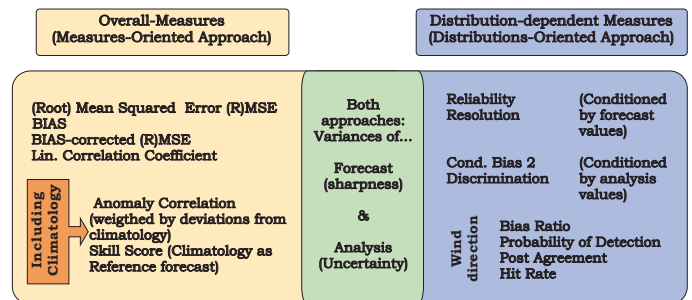 Overall-Measures
(Measures-Oriented Approach)
Distribution-dependent Measures
(Distributions-Oriented Approach)
(Root) Mean Squared Error (R)MSE
BIAS
BIAS-corrected (R)MSE
Lin. Correlation Coefficient
Including
Climatology
Anomaly Correlation
(weigthed by deviations from
climatology)
Skill Score (Climatology as
Reference forecast)
Both
approaches:
Variances of...
Forecast
(sharpness)
&
Analysis
(Uncertainty)
Reliability
Resolution
(Conditioned
by forecast
values)
Cond. Bias 2
Discrimination
(Conditioned
by analysis
values)
Wind
direction
Bias Ratio
Probability of Detection
Post Agreement
Hit Rate